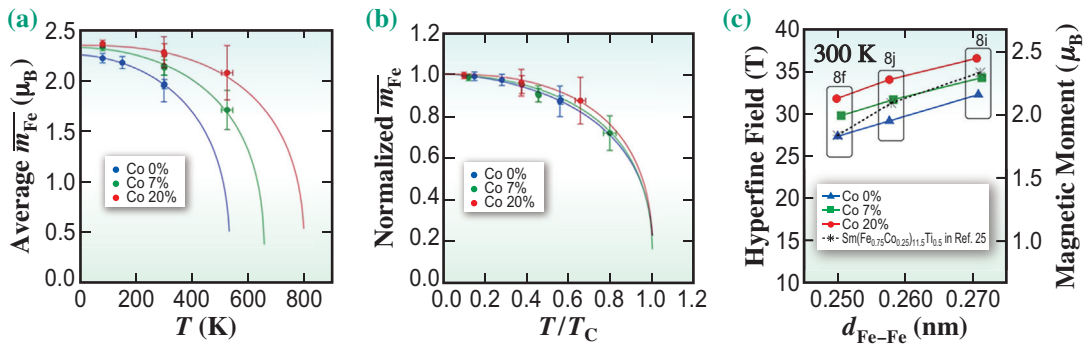 (a)
Average m̅Fe (μB)
2.5
2.0
1.5
1.0
0.5
0.0
Co 0%
Co 7%
Co 20%
0 200 400 600 800
T (K)
(b)
Normalized m̅Fe
1.4
1.2
1.0
0.8
0.6
0.4
0.2
Co 0%
Co 7%
Co 20%
0.0 0.2 0.4 0.6 0.8 1.0 1.2
T/TC
(c)
Hyperfine Field (T)
40
35
30
25
20
15
10
300 K
8f
8j
8i
Co 0%
Co 7%
Co 20%
Sm(Fe0.75Co0.25)11.5Ti0.5 in Ref. 25
0.250 0.260 0.270
dFe–Fe (nm)
2.5
2.0
1.5
1.0
Magnetic Moment (μB)